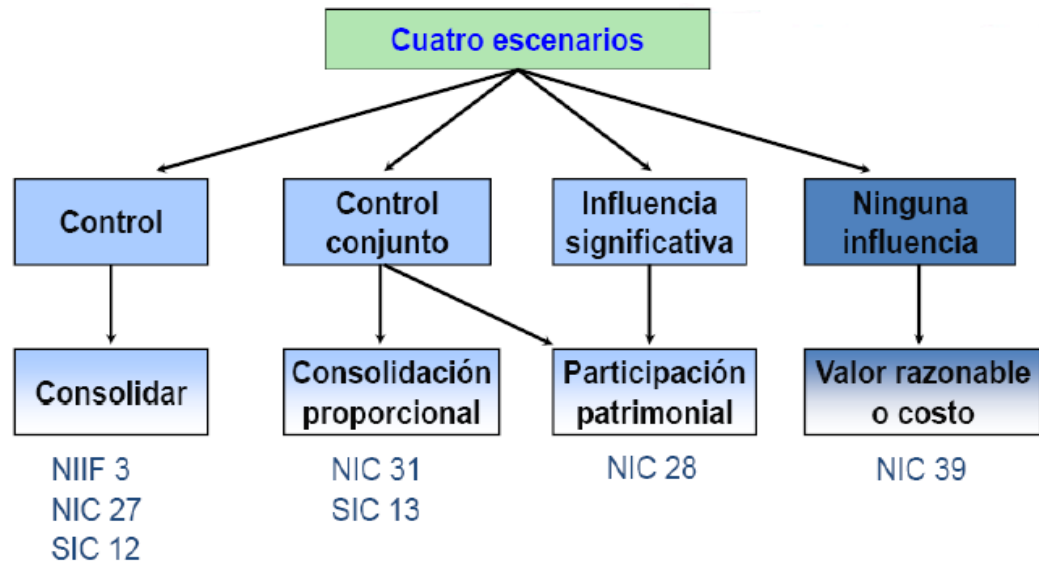 Cuatro escenarios
Control
Control
conjunto
Influencia
significativa
Ninguna
influencia
Consolidar
Consolidación
proporcional
Participación
patrimonial
Valor razonable
o costo
NIIF 3
NIC 27
SIC 12
NIC 31
SIC 13
NIC 28
NIC 39